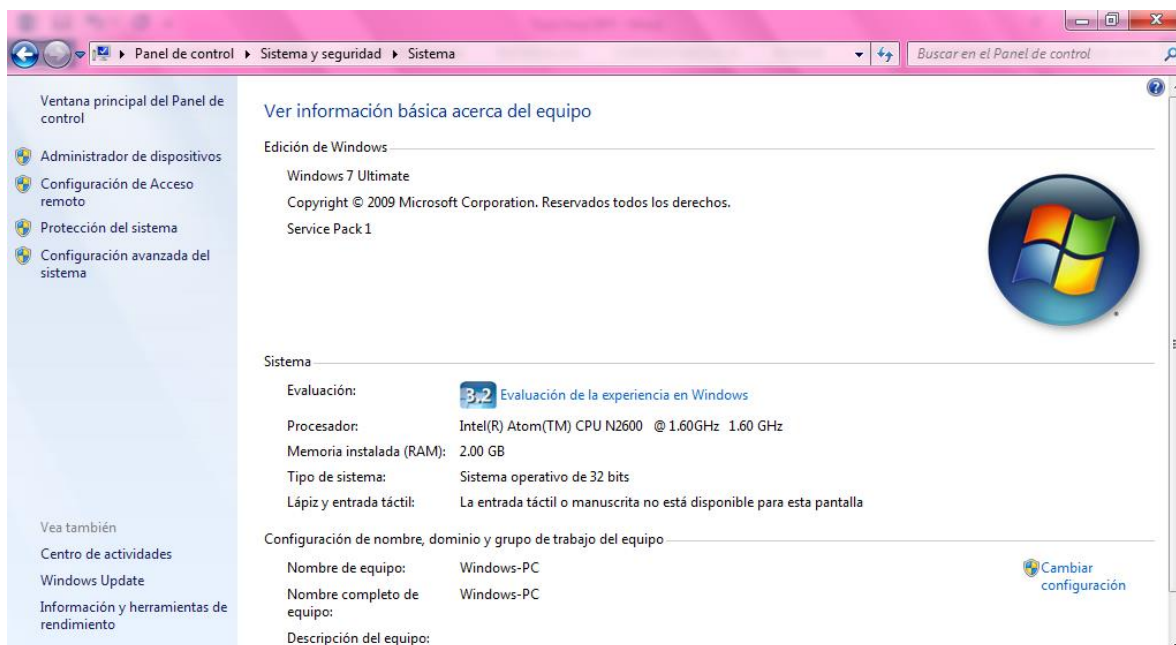 Panel de control ▸ Sistema y seguridad ▸ Sistema
Buscar en el Panel de control
Ventana principal del Panel de
control
Administrador de dispositivos
Configuración de Acceso
remoto
Protección del sistema
Configuración avanzada del
sistema
Vea también
Centro de actividades
Windows Update
Información y herramientas de
rendimiento
Ver información básica acerca del equipo
Edición de Windows
Windows 7 Ultimate
Copyright © 2009 Microsoft Corporation. Reservados todos los derechos.
Service Pack 1
Sistema
Evaluación: 3,2 Evaluación de la experiencia en Windows
Procesador: Intel(R) Atom(TM) CPU N2600 @ 1.60GHz 1.60 GHz
Memoria instalada (RAM): 2.00 GB
Tipo de sistema: Sistema operativo de 32 bits
Lápiz y entrada táctil: La entrada táctil o manuscrita no está disponible para esta pantalla
Configuración de nombre, dominio y grupo de trabajo del equipo
Nombre de equipo: Windows-PC
Cambiar
configuración
Nombre completo de Windows-PC
equipo:
Descripción del equipo: